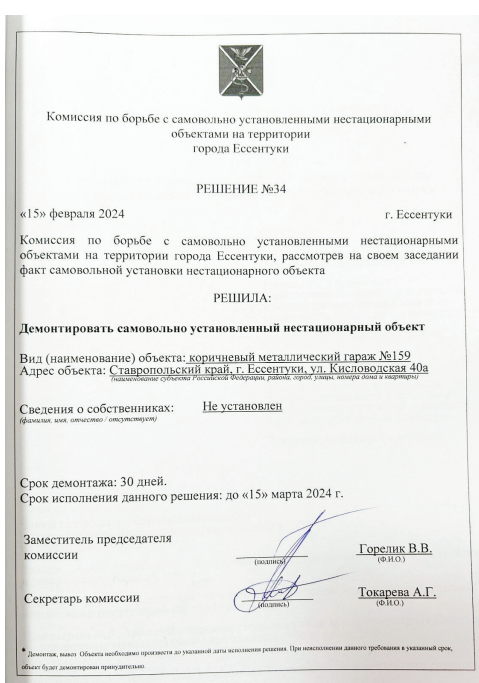 Комиссия по борьбе с самовольно установленными нестационарными
объектами на территории
города Ессентуки
РЕШЕНИЕ №34
«15» февраля 2024 г. Ессентуки
Комиссия по борьбе с самовольно установленными нестационарными
объектами на территории города Ессентуки, рассмотрев на своем заседании
факт самовольной установки нестационарного объекта
РЕШИЛА:
Демонтировать самовольно установленный нестационарный объект
Вид (наименование) объекта: коричневый металлический гараж №159
Адрес объекта: Ставропольский край, г. Ессентуки, ул. Кисловодская 40а
(наименование субъекта Российской Федерации, района, город, улицы, номера дома и квартиры)
Сведения о собственниках: Не установлен
(фамилия, имя, отчество / отсутствует)
Срок демонтажа: 30 дней.
Срок исполнения данного решения: до «15» марта 2024 г.
Заместитель председателя
комиссии Горелик В.В.
(подпись) (Ф.И.О.)
Секретарь комиссии Токарева А.Г.
(подпись) (Ф.И.О.)
* Демонтаж, вывоз Объекта необходимо произвести до указанной даты исполнения решения. При неисполнении данного требования в указанный срок,
объект будет демонтирован принудительно.